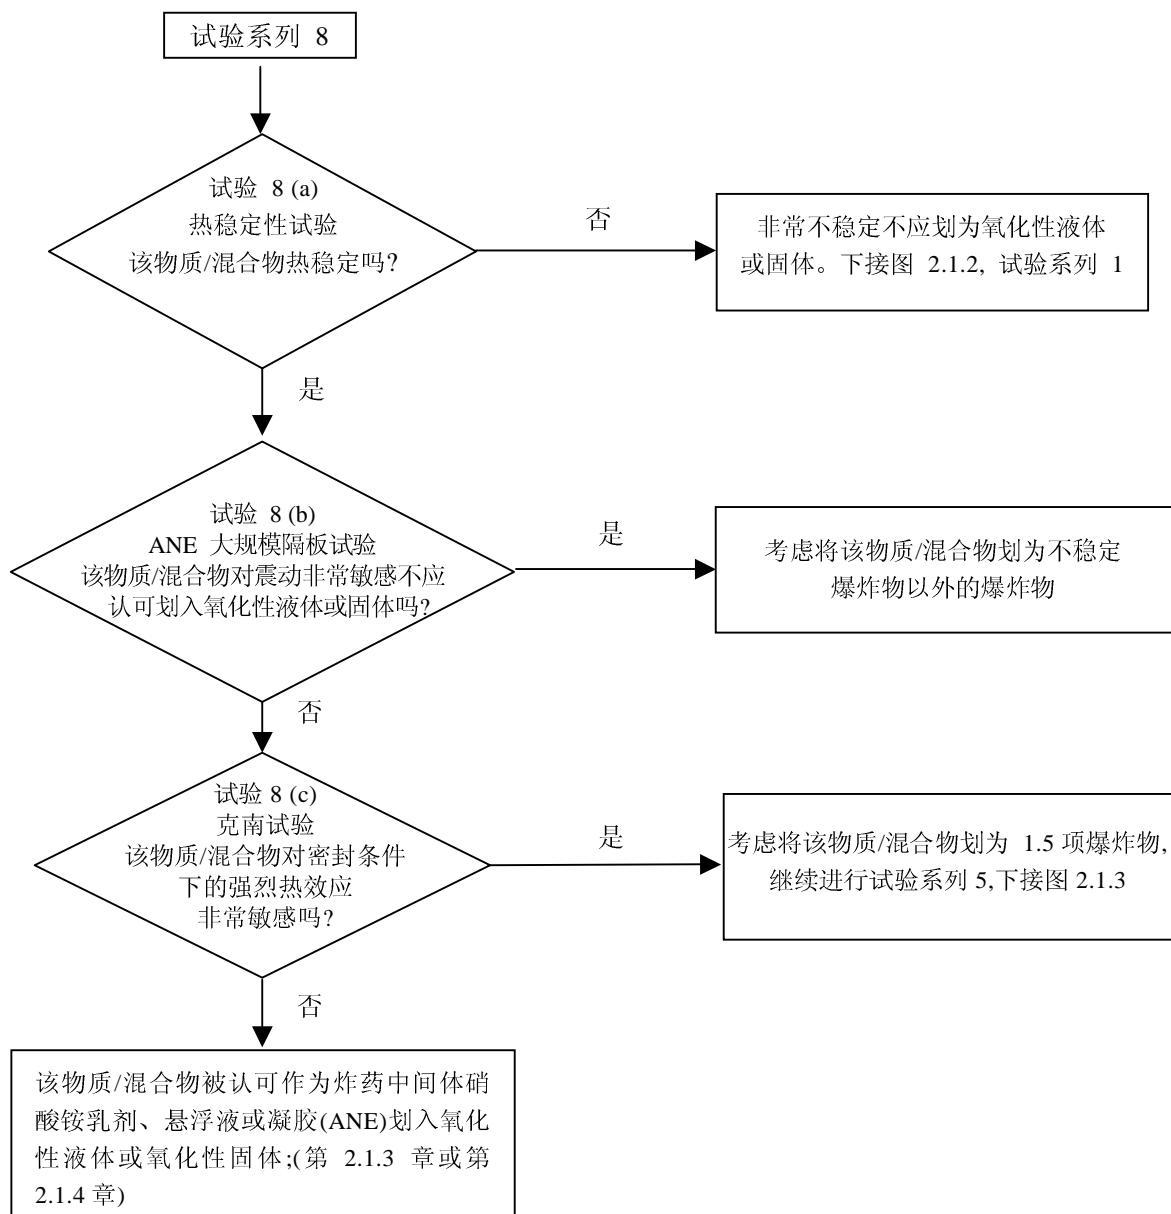 试验系列 8
试验 8 (a)
热稳定性试验
该物质/混合物热稳定吗?
否
非常不稳定不应划为氧化性液体
或固体。下接图 2.1.2, 试验系列 1
是
试验 8 (b)
ANE 大规模隔板试验
该物质/混合物对震动非常敏感不应
认可划入氧化性液体或固体吗?
是
考虑将该物质/混合物划为不稳定
爆炸物以外的爆炸物
否
试验 8 (c)
克南试验
该物质/混合物对密封条件
下的强烈热效应
非常敏感吗?
是
考虑将该物质/混合物划为 1.5 项爆炸物,
继续进行试验系列 5,下接图 2.1.3
否
该物质/混合物被认可作为炸药中间体硝
酸铵乳剂、悬浮液或凝胶(ANE)划入氧化
性液体或氧化性固体;(第 2.1.3 章或第
2.1.4 章)